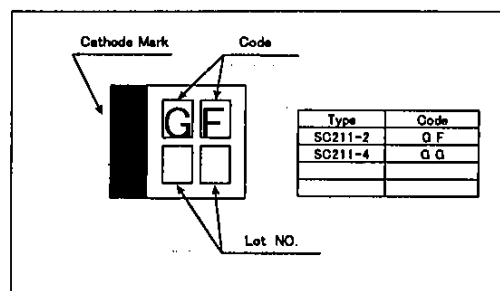 Cathode Mark
Code
G F
Type Code
SC211-2 G F
SC211-4 G G
Lot NO.